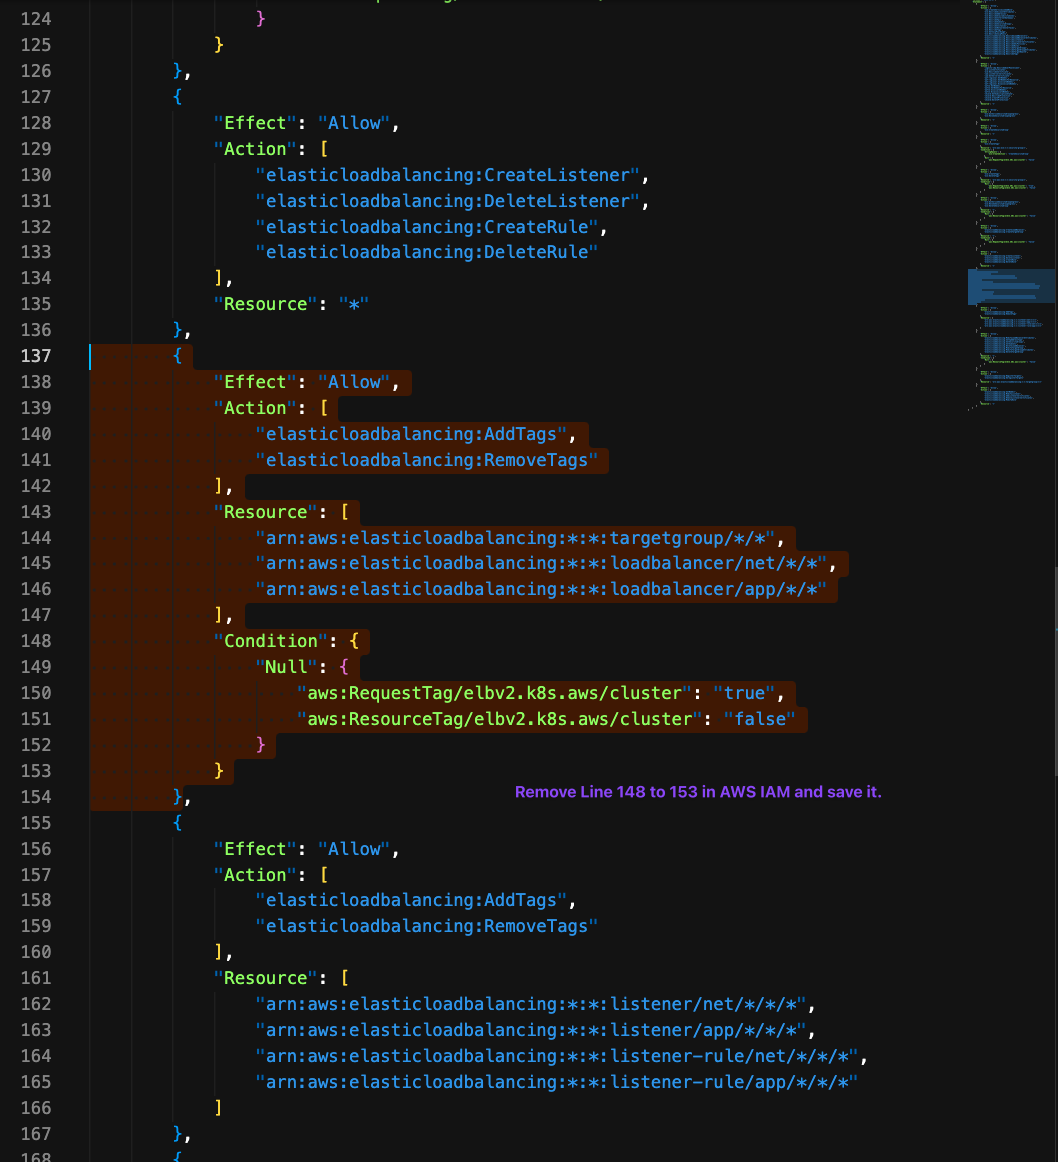 124 }
125 }
126 },
127 {
128 "Effect": "Allow",
129 "Action": [
130 "elasticloadbalancing:CreateListener",
131 "elasticloadbalancing:DeleteListener",
132 "elasticloadbalancing:CreateRule",
133 "elasticloadbalancing:DeleteRule"
134 ],
135 "Resource": "*"
136 },
137 {
138 "Effect": "Allow",
139 "Action": [
140 "elasticloadbalancing:AddTags",
141 "elasticloadbalancing:RemoveTags"
142 ],
143 "Resource": [
144 "arn:aws:elasticloadbalancing:*:*:targetgroup/*/*",
145 "arn:aws:elasticloadbalancing:*:*:loadbalancer/net/*/*",
146 "arn:aws:elasticloadbalancing:*:*:loadbalancer/app/*/*"
147 ],
148 "Condition": {
149 "Null": {
150 "aws:RequestTag/elbv2.k8s.aws/cluster": "true",
151 "aws:ResourceTag/elbv2.k8s.aws/cluster": "false"
152 }
153 }
154 },
Remove Line 148 to 153 in AWS IAM and save it.
155 {
156 "Effect": "Allow",
157 "Action": [
158 "elasticloadbalancing:AddTags",
159 "elasticloadbalancing:RemoveTags"
160 ],
161 "Resource": [
162 "arn:aws:elasticloadbalancing:*:*:listener/net/*/*/*",
163 "arn:aws:elasticloadbalancing:*:*:listener/app/*/*/*",
164 "arn:aws:elasticloadbalancing:*:*:listener-rule/net/*/*/*",
165 "arn:aws:elasticloadbalancing:*:*:listener-rule/app/*/*/*"
166 ]
167 },
168 {